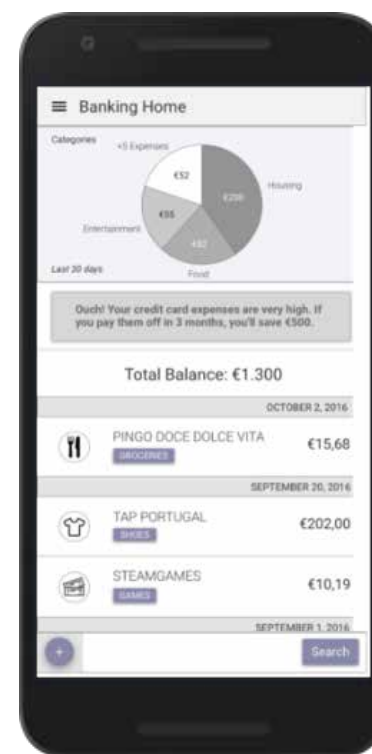 Banking Home
Categories
+5 Expenses
€52
€200
Housing
€55
Entertainment
€82
Last 30 days
Food
Ouch! Your credit card expenses are very high. If
you pay them off in 3 months, you'll save €500.
Total Balance: €1.300
OCTOBER 2, 2016
PINGO DOCE DOLCE VITA
€15,68
GROCERIES
SEPTEMBER 20, 2016
TAP PORTUGAL
€202,00
SHOES
STEAMGAMES
€10,19
GAMES
SEPTEMBER 1, 2016
+
Search